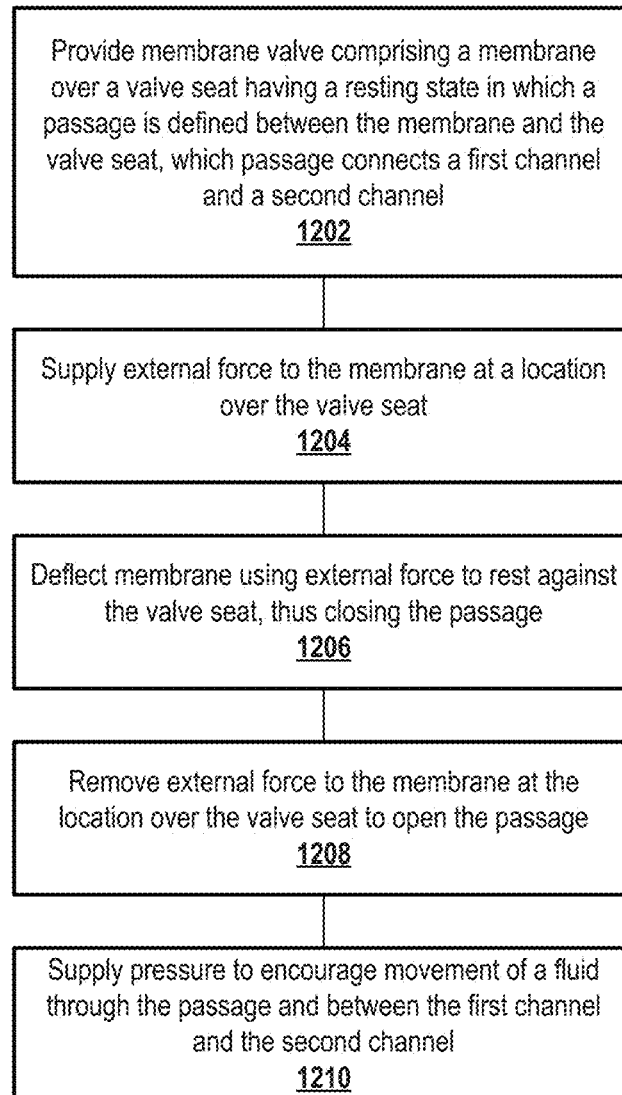 Provide membrane valve comprising a membrane
over a valve seat having a resting state in which a
passage is defined between the membrane and the
valve seat, which passage connects a first channel
and a second channel
1202
Supply external force to the membrane at a location
over the valve seat
1204
Deflect membrane using external force to rest against
the valve seat, thus closing the passage
1206
Remove external force to the membrane at the
location over the valve seat to open the passage
1208
Supply pressure to encourage movement of a fluid
through the passage and between the first channel
and the second channel
1210